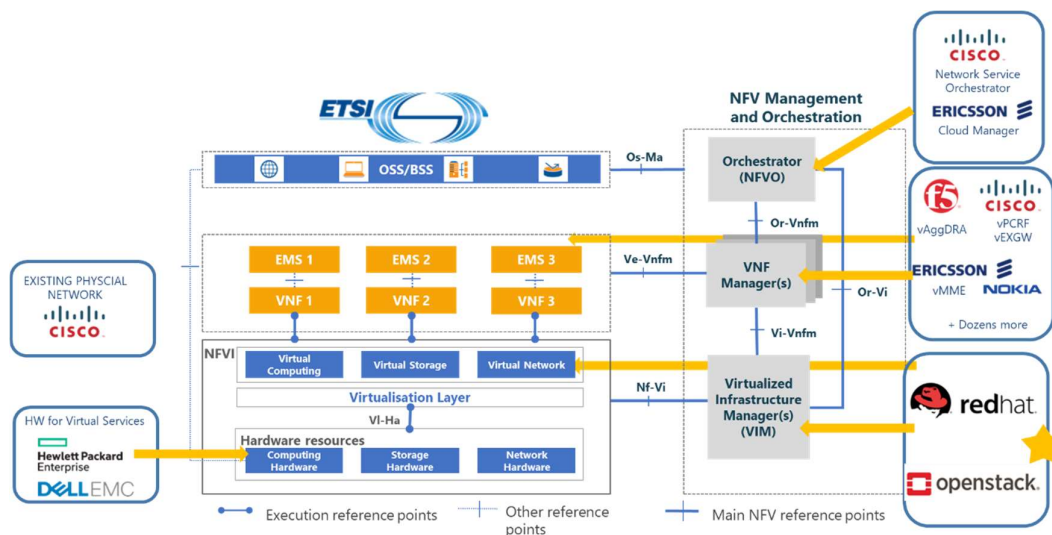 CISCO
Network Service
Orchestrator
ERICSSON
Cloud Manager
ETSI
NFV Management
and Orchestration
OSS/BSS
Os-Ma
Orchestrator
(NFVO)
Or-Vnfm
EMS 1
EMS 2
EMS 3
VNF 1
VNF 2
VNF 3
Ve-Vnfm
VNF
Manager(s)
Or-Vi
Vi-Vnfm
f5
CISCO
vAggDRA
vPCRF
vEXGW
ERICSSON
vMME
NOKIA
+ Dozens more
EXISTING PHYSCIAL
NETWORK
CISCO
NFVI
Virtual
Computing
Virtual Storage
Virtual Network
Virtualisation Layer
Vl-Ha
Nf-Vi
Virtualized
Infrastructure
Manager(s)
(VIM)
redhat.
openstack.
HW for Virtual Services
Hewlett Packard
Enterprise
DELLEMC
Hardware resources
Computing
Hardware
Storage
Hardware
Network
Hardware
Execution reference points
Other reference
points
Main NFV reference points